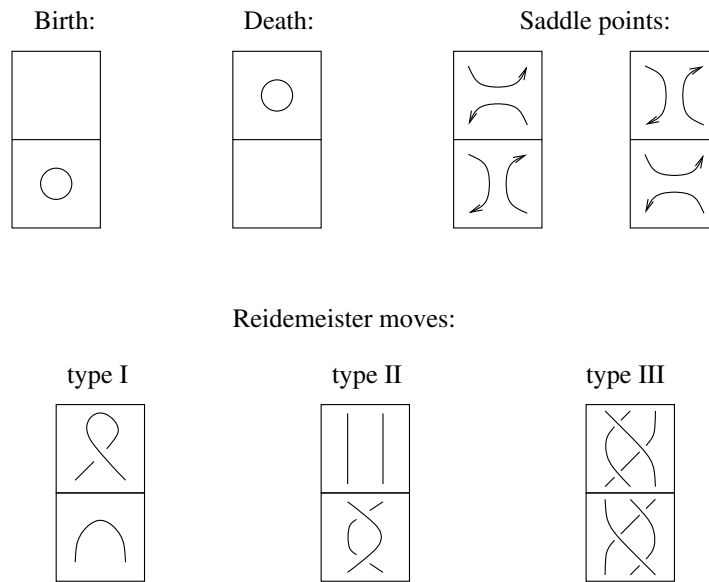 Birth: Death: Saddle points:
Reidemeister moves:
type I type II type III